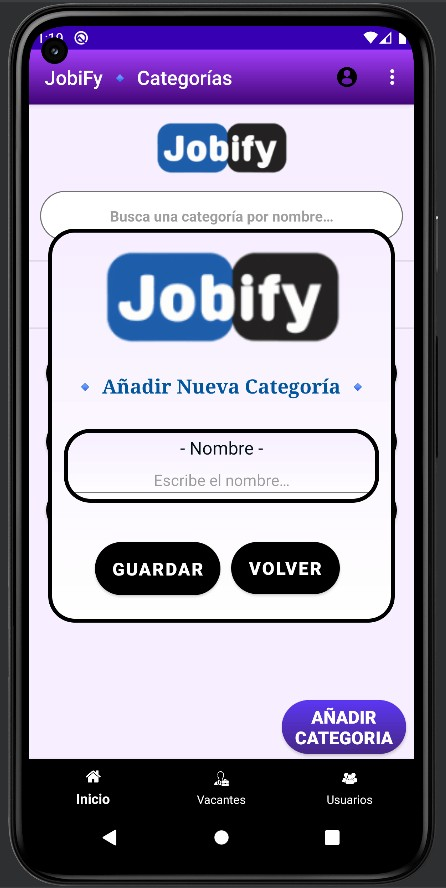 1:19
JobiFy 🔹 Categorías
Jobify
Busca una categoría por nombre...
Jobify
🔹 Añadir Nueva Categoría 🔹
- Nombre -
Escribe el nombre...
GUARDAR VOLVER
AÑADIR
CATEGORIA
Inicio Vacantes Usuarios